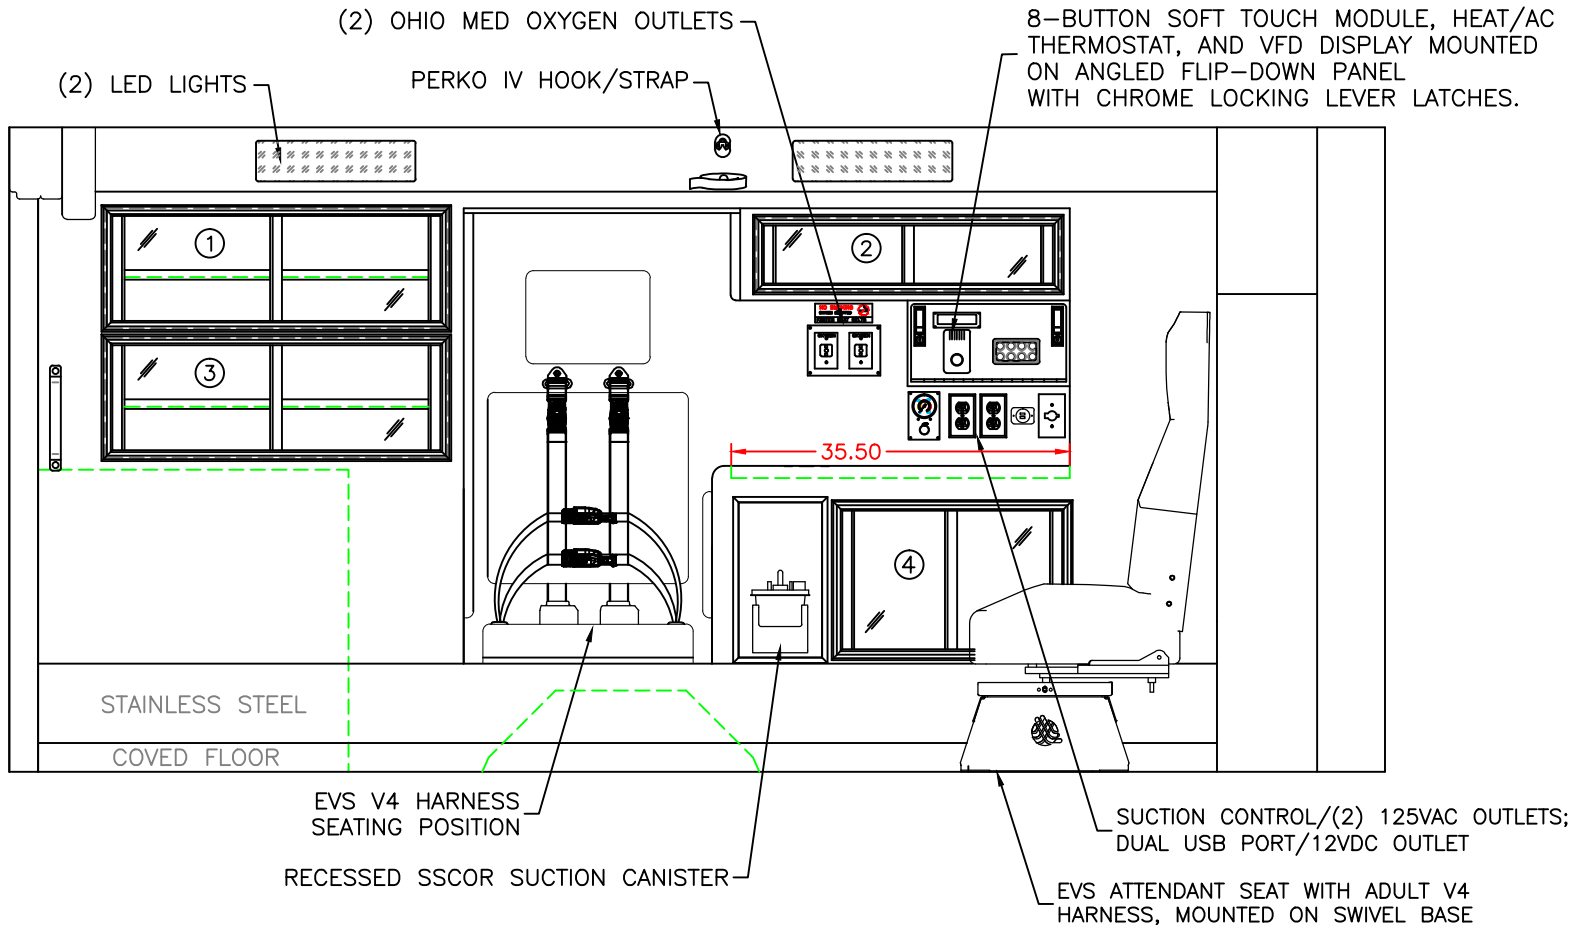 (2) OHIO MED OXYGEN OUTLETS
8-BUTTON SOFT TOUCH MODULE, HEAT/AC
THERMOSTAT, AND VFD DISPLAY MOUNTED
ON ANGLED FLIP-DOWN PANEL
WITH CHROME LOCKING LEVER LATCHES.
(2) LED LIGHTS
PERKO IV HOOK/STRAP
1
2
3
NO SMOKING
35.50
4
STAINLESS STEEL
COVED FLOOR
EVS V4 HARNESS
SEATING POSITION
RECESSED SSCOR SUCTION CANISTER
SUCTION CONTROL/(2) 125VAC OUTLETS;
DUAL USB PORT/12VDC OUTLET
EVS ATTENDANT SEAT WITH ADULT V4
HARNESS, MOUNTED ON SWIVEL BASE